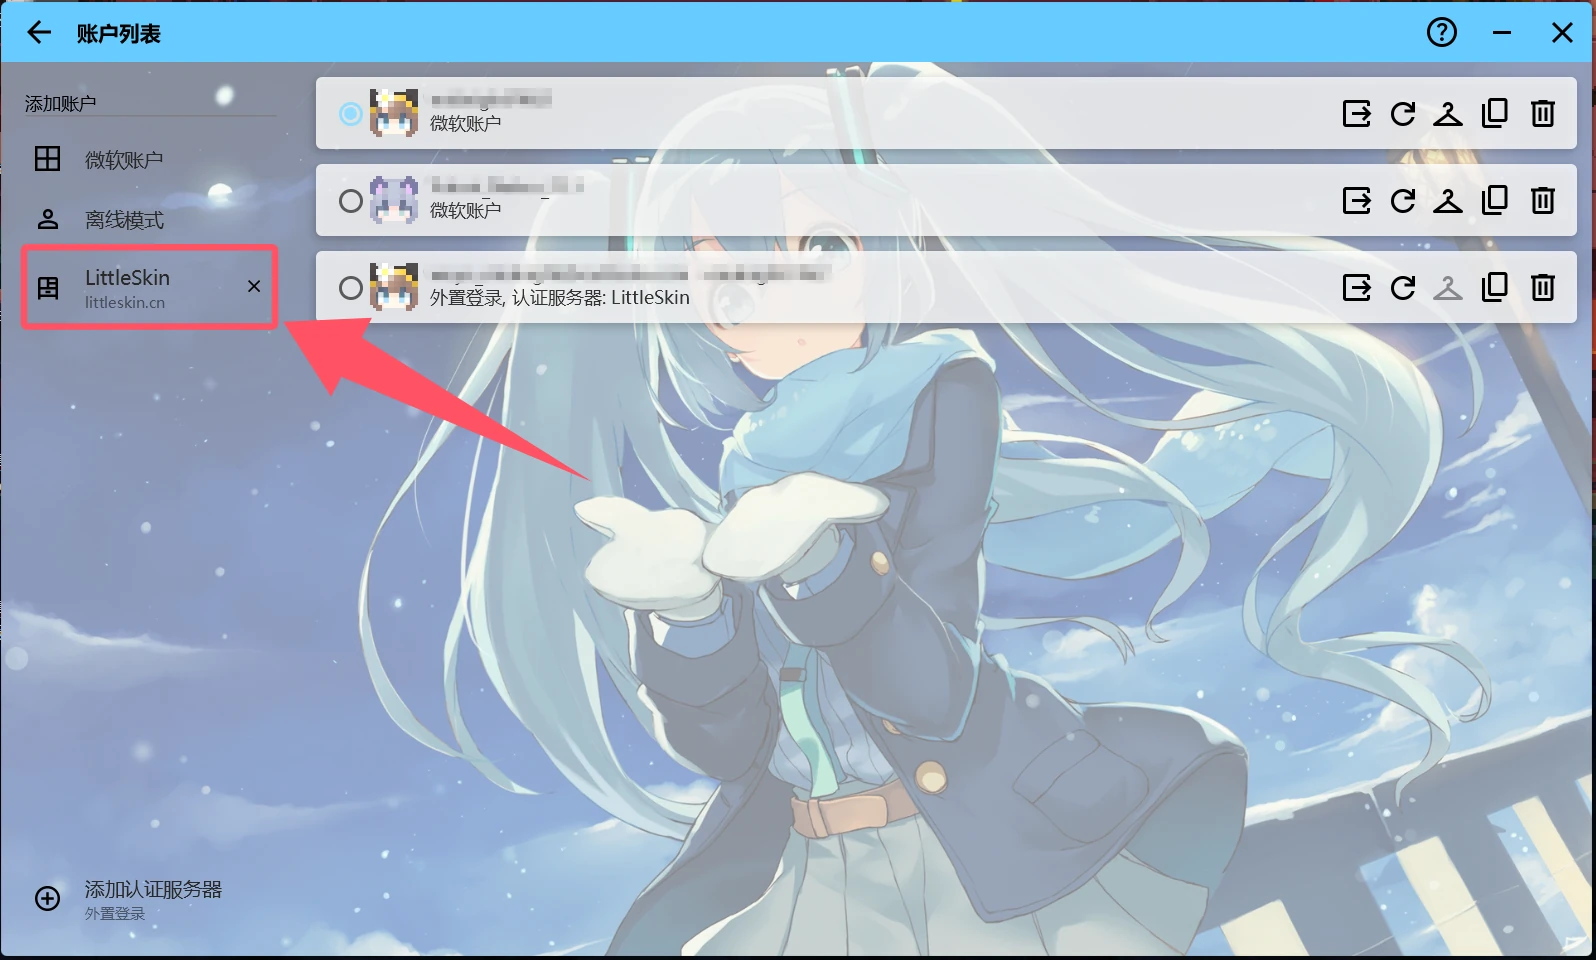 账户列表
添加账户
微软账户
离线模式
LittleSkin
littleskin.cn
微软账户
微软账户
外置登录, 认证服务器: LittleSkin
添加认证服务器
外置登录